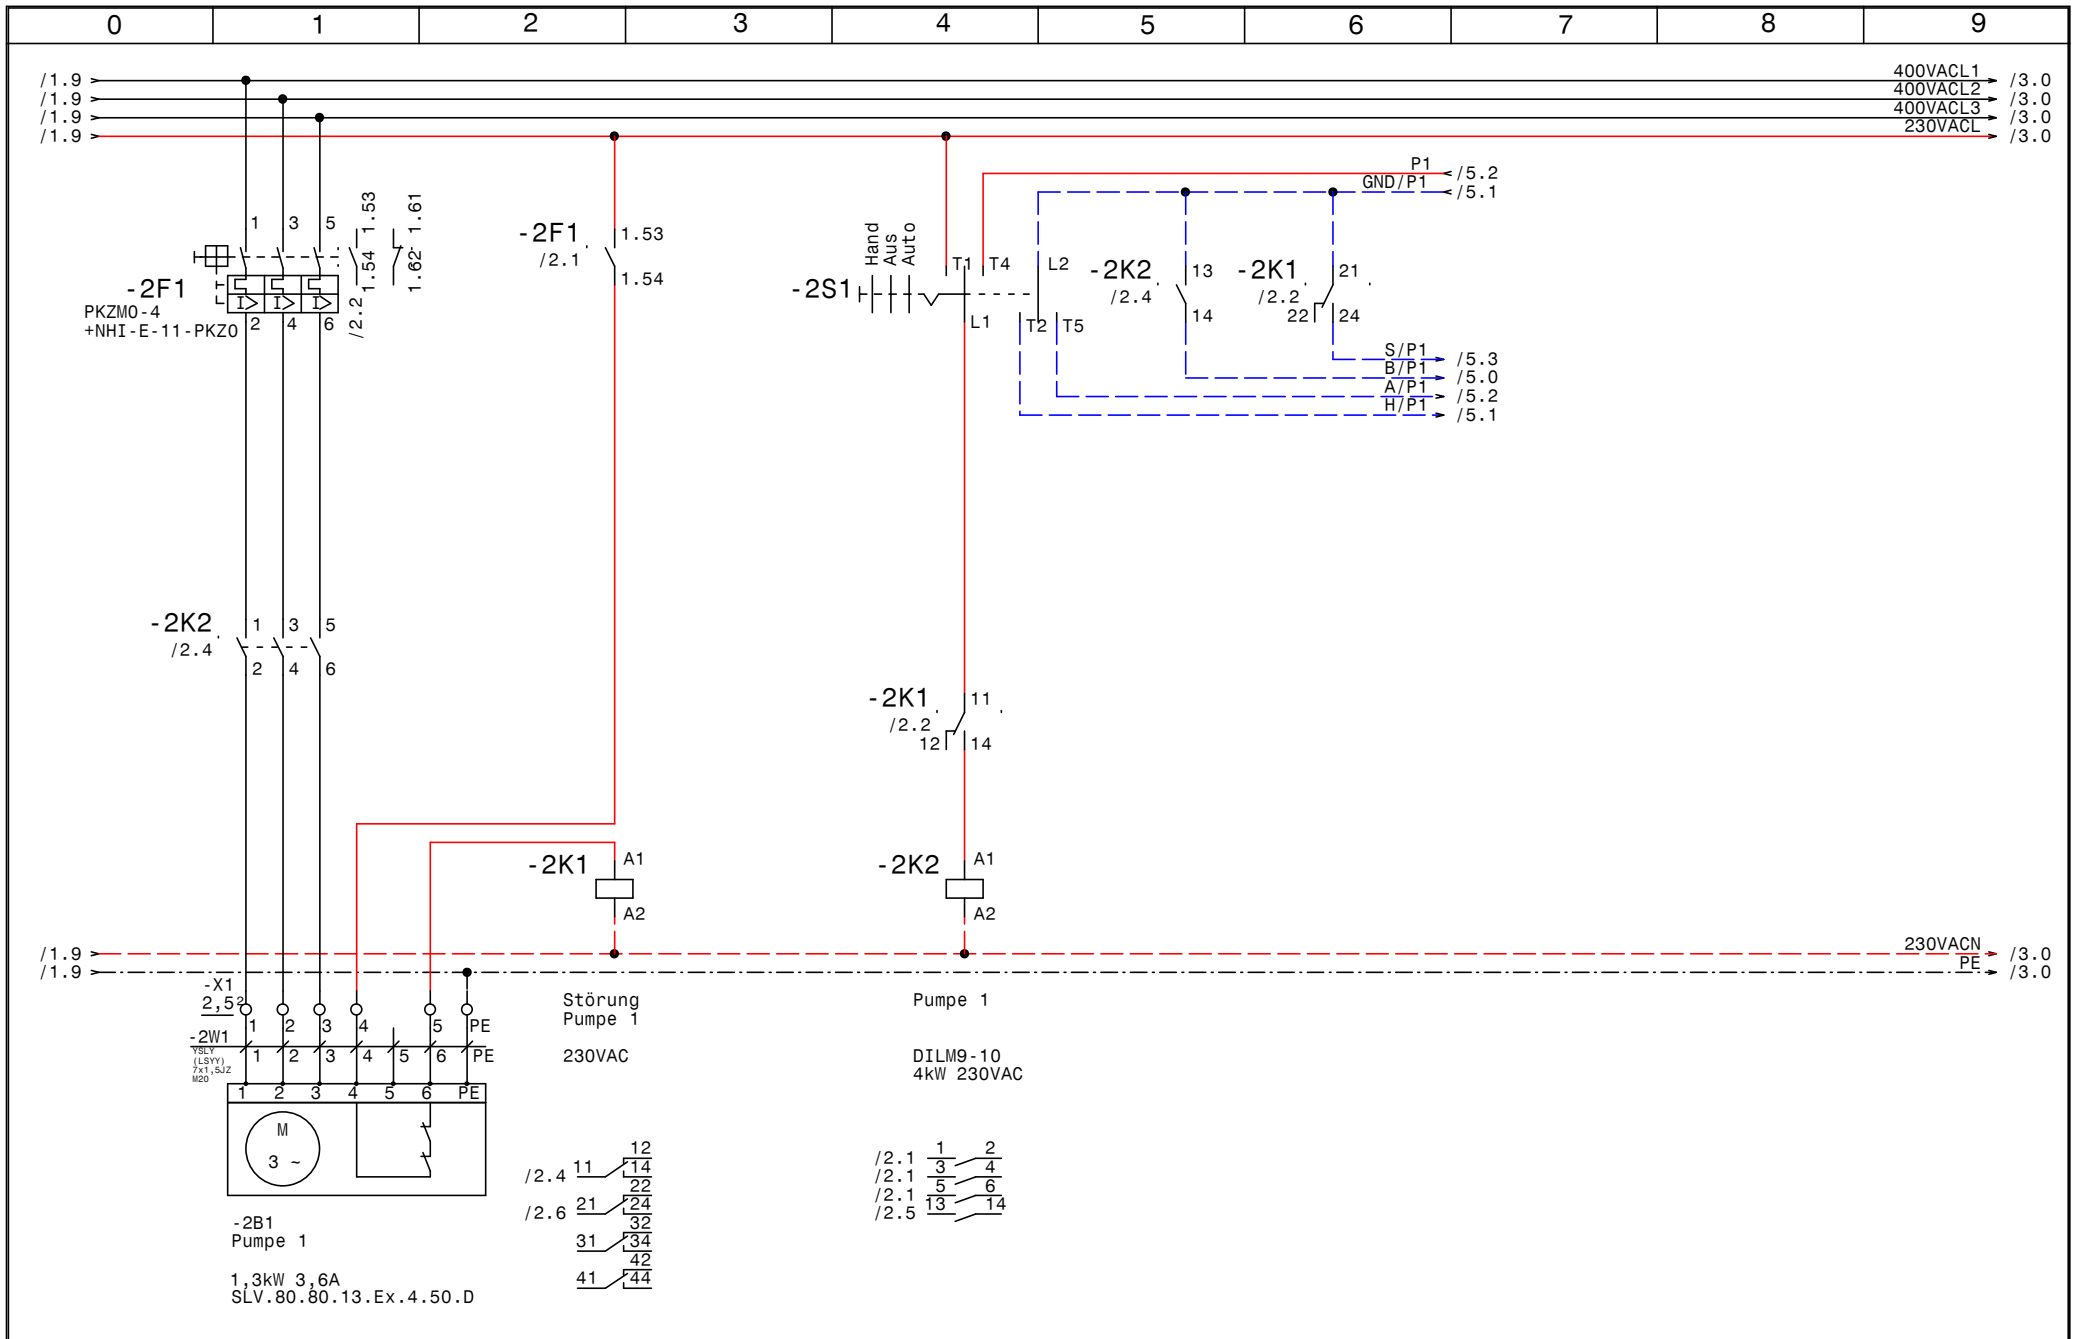 0 1 2 3 4 5 6 7 8 9
/1.9 400VACL1 /3.0
/1.9 400VACL2 /3.0
/1.9 400VACL3 /3.0
/1.9 230VACL /3.0
P1 /5.2
GND/P1 /5.1
1 3 5
1.53
1.54
1.61
1.62
-2F1
PKZM0-4
+NHI-E-11-PKZ0
2 4 6
/2.2
-2F1
/2.1
1.53
1.54
Hand
Aus
Auto
-2S1
T1 T4 L2
L1 T2 T5
-2K2
/2.4
13
14
-2K1
/2.2
21
22 24
S/P1 /5.3
B/P1 /5.0
A/P1 /5.2
H/P1 /5.1
-2K2
/2.4
1 3 5
2 4 6
-2K1
/2.2
11
12 14
-2K1
A1
A2
-2K2
A1
A2
/1.9 230VACN /3.0
/1.9 PE /3.0
-X1
2,5²
1 2 3 4 5 PE
-2W1
YSLY
(LSYY)
7x1,5JZ
M20
1 2 3 4 5 6 PE
1 2 3 4 5 6 PE
M
3 ~
-2B1
Pumpe 1
1,3kW 3,6A
SLV.80.80.13.Ex.4.50.D
Störung
Pumpe 1
230VAC
Pumpe 1
DILM9-10
4kW 230VAC
12
/2.4 11 14
22
/2.6 21 24
32
31 34
42
41 44
/2.1 1 2
/2.1 3 4
/2.1 5 6
/2.5 13 14